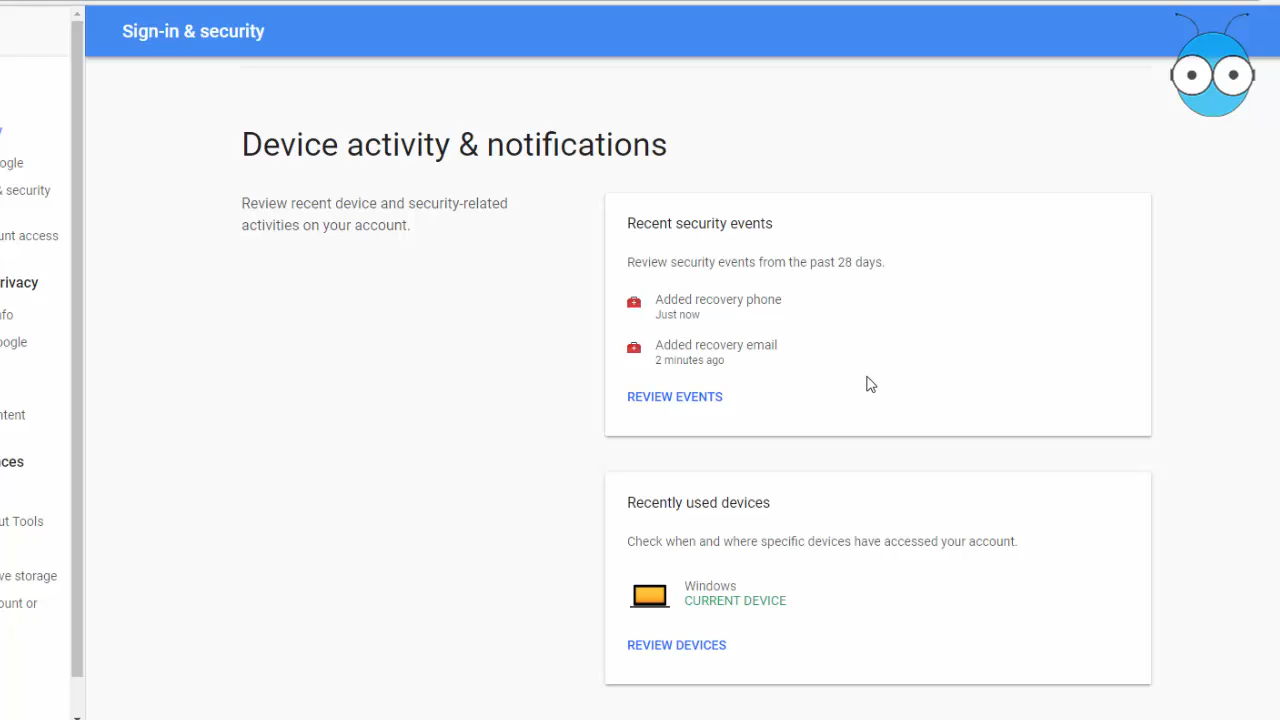 Sign-in & security
ogle
& security
unt access
rivacy
nfo
ogle
ntent
nces
ut Tools
ve storage
ount or
Device activity & notifications
Review recent device and security-related
activities on your account.
Recent security events
Review security events from the past 28 days.
Added recovery phone
Just now
Added recovery email
2 minutes ago
REVIEW EVENTS
Recently used devices
Check when and where specific devices have accessed your account.
Windows
CURRENT DEVICE
REVIEW DEVICES